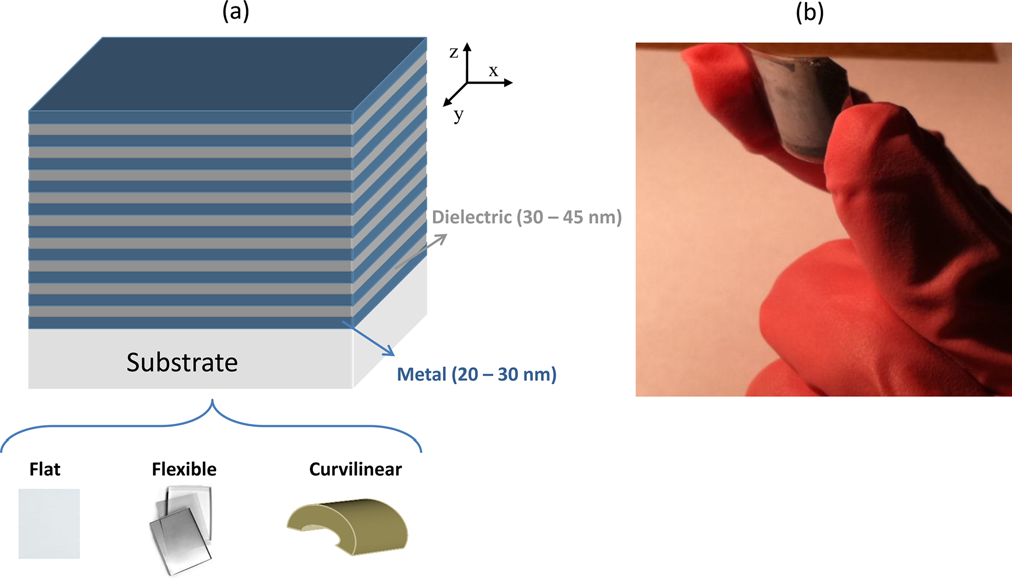 (a)
(b)
z
x
y
Dielectric (30 – 45 nm)
Substrate
Metal (20 – 30 nm)
Flat
Flexible
Curvilinear